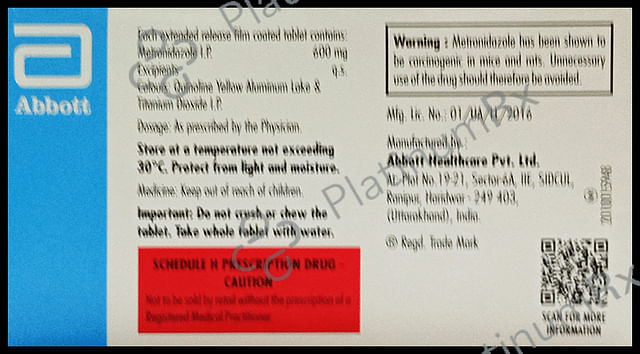 Abbott
Each extended release film coated tablet contains:
Metronidazole I.P. 600 mg
Excipients q.s.
Colours: Quinoline Yellow Aluminum Lake &
Titanium Dioxide I.P.
Dosage: As prescribed by the Physician.
Store at a temperature not exceeding
30°C. Protect from light and moisture.
Medicine: Keep out of reach of children.
Important: Do not crush or chew the
tablet. Take whole tablet with water.
SCHEDULE H PRESCRIPTION DRUG -
CAUTION
Not to be sold by retail without the prescription of a
Registered Medical Practitioner
Warning : Metronidazole has been shown to
be carcinogenic in mice and rats. Unnecessary
use of the drug should therefore be avoided.
Mfg. Lic. No.: 01/UA/LL/2016
Manufactured by:
Abbott Healthcare Pvt. Ltd.
Plot No.19-21, Sector-6A, IIE, SIDCUL,
Ranipur, Haridwar - 249 403,
(Uttarakhand), India.
® Regd. Trade Mark
SCAN FOR MORE
INFORMATION
PlatinumRx